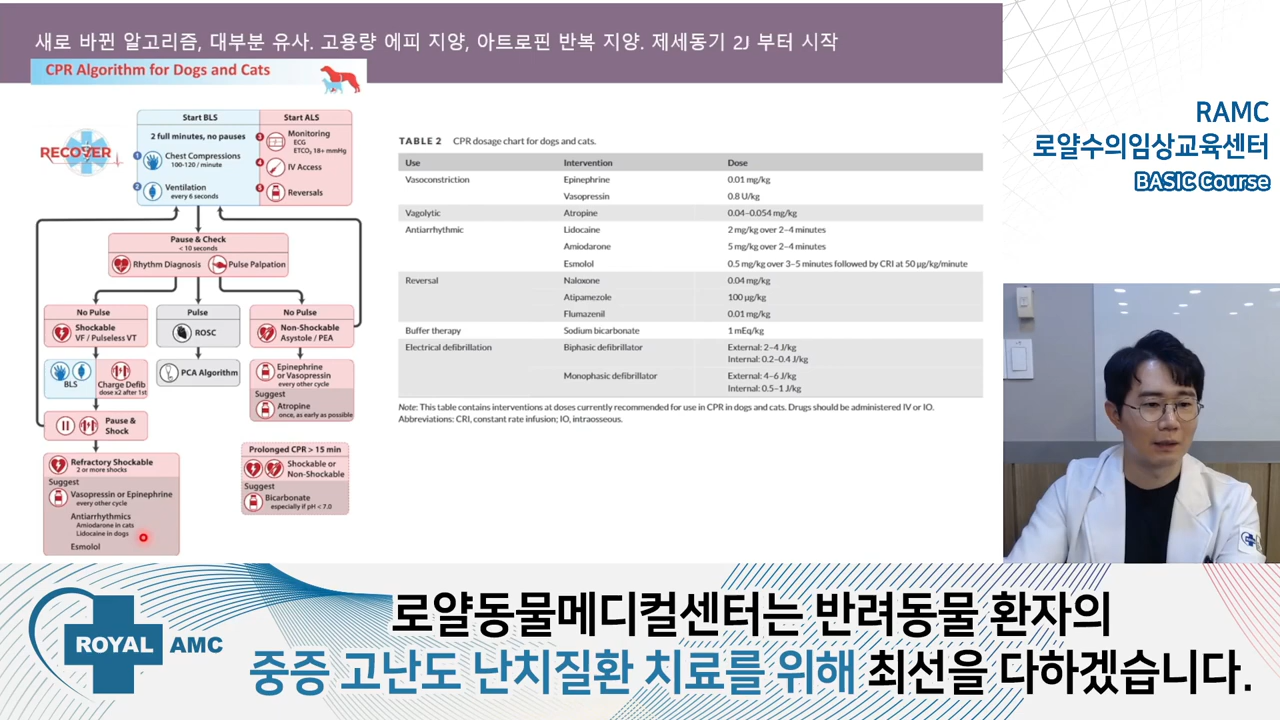 새로 바뀐 알고리즘, 대부분 유사. 고용량 에피 지양, 아트로핀 반복 지양. 제세동기 2J 부터 시작
CPR Algorithm for Dogs and Cats
RECOVER
Start BLS
2 full minutes, no pauses
1 Chest Compressions
100-120 / minute
2 Ventilation
every 6 seconds
Start ALS
3 Monitoring
ECG
ETCO₂ 18+ mmHg
4 IV Access
5 Reversals
Pause & Check
< 10 seconds
Rhythm Diagnosis
Pulse Palpation
No Pulse
Shockable
VF / Pulseless VT
Pulse
ROSC
No Pulse
Non-Shockable
Asystole / PEA
BLS
Charge Defib
dose x2 after 1st
PCA Algorithm
Epinephrine
or Vasopressin
every other cycle
Suggest
Atropine
once, as early as possible
Pause &
Shock
Refractory Shockable
2 or more shocks
Suggest
Vasopressin or Epinephrine
every other cycle
Antiarrhythmics
Amiodarone in cats
Lidocaine in dogs
Esmolol
Prolonged CPR > 15 min
Shockable or
Non-Shockable
Suggest
Bicarbonate
especially if pH < 7.0
TABLE 2 CPR dosage chart for dogs and cats.
Use Intervention Dose
Vasoconstriction Epinephrine 0.01 mg/kg
Vasopressin 0.8 U/kg
Vagolytic Atropine 0.04–0.054 mg/kg
Antiarrhythmic Lidocaine 2 mg/kg over 2–4 minutes
Amiodarone 5 mg/kg over 2–4 minutes
Esmolol 0.5 mg/kg over 3–5 minutes followed by CRI at 50 µg/kg/minute
Reversal Naloxone 0.04 mg/kg
Atipamezole 100 µg/kg
Flumazenil 0.01 mg/kg
Buffer therapy Sodium bicarbonate 1 mEq/kg
Electrical defibrillation Biphasic defibrillator External: 2–4 J/kg
Internal: 0.2–0.4 J/kg
Monophasic defibrillator External: 4–6 J/kg
Internal: 0.5–1 J/kg
Note: This table contains interventions at doses currently recommended for use in CPR in dogs and cats. Drugs should be administered IV or IO.
Abbreviations: CRI, constant rate infusion; IO, intraosseous.
RAMC
로얄수의임상교육센터
BASIC Course
ROYAL AMC
로얄동물메디컬센터는 반려동물 환자의
중증 고난도 난치질환 치료를 위해 최선을 다하겠습니다.